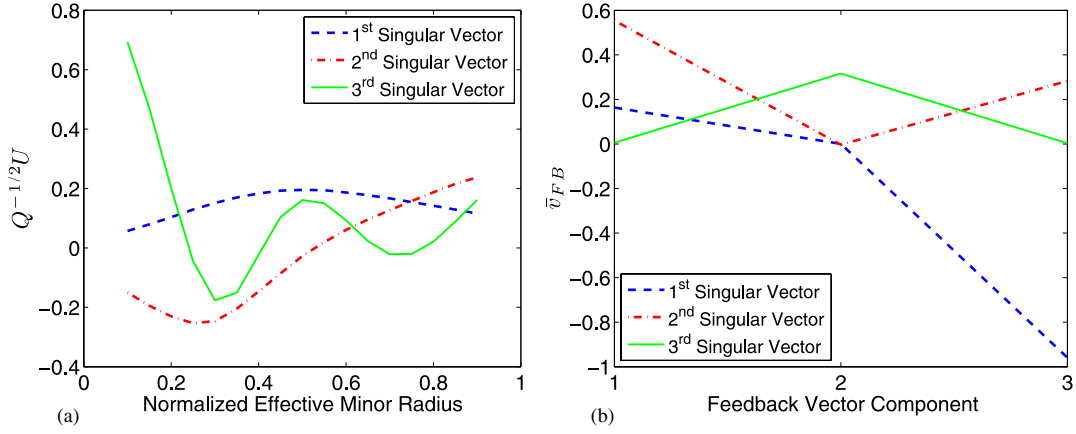 0.8
0.6
0.4
0.2
0
−0.2
−0.4
Q^{−1/2}U
1st Singular Vector
2nd Singular Vector
3rd Singular Vector
0 0.2 0.4 0.6 0.8 1
Normalized Effective Minor Radius
(a)
0.6
0.4
0.2
0
−0.2
−0.4
−0.6
−0.8
−1
v̄_{FB}
1st Singular Vector
2nd Singular Vector
3rd Singular Vector
1 2 3
Feedback Vector Component
(b)